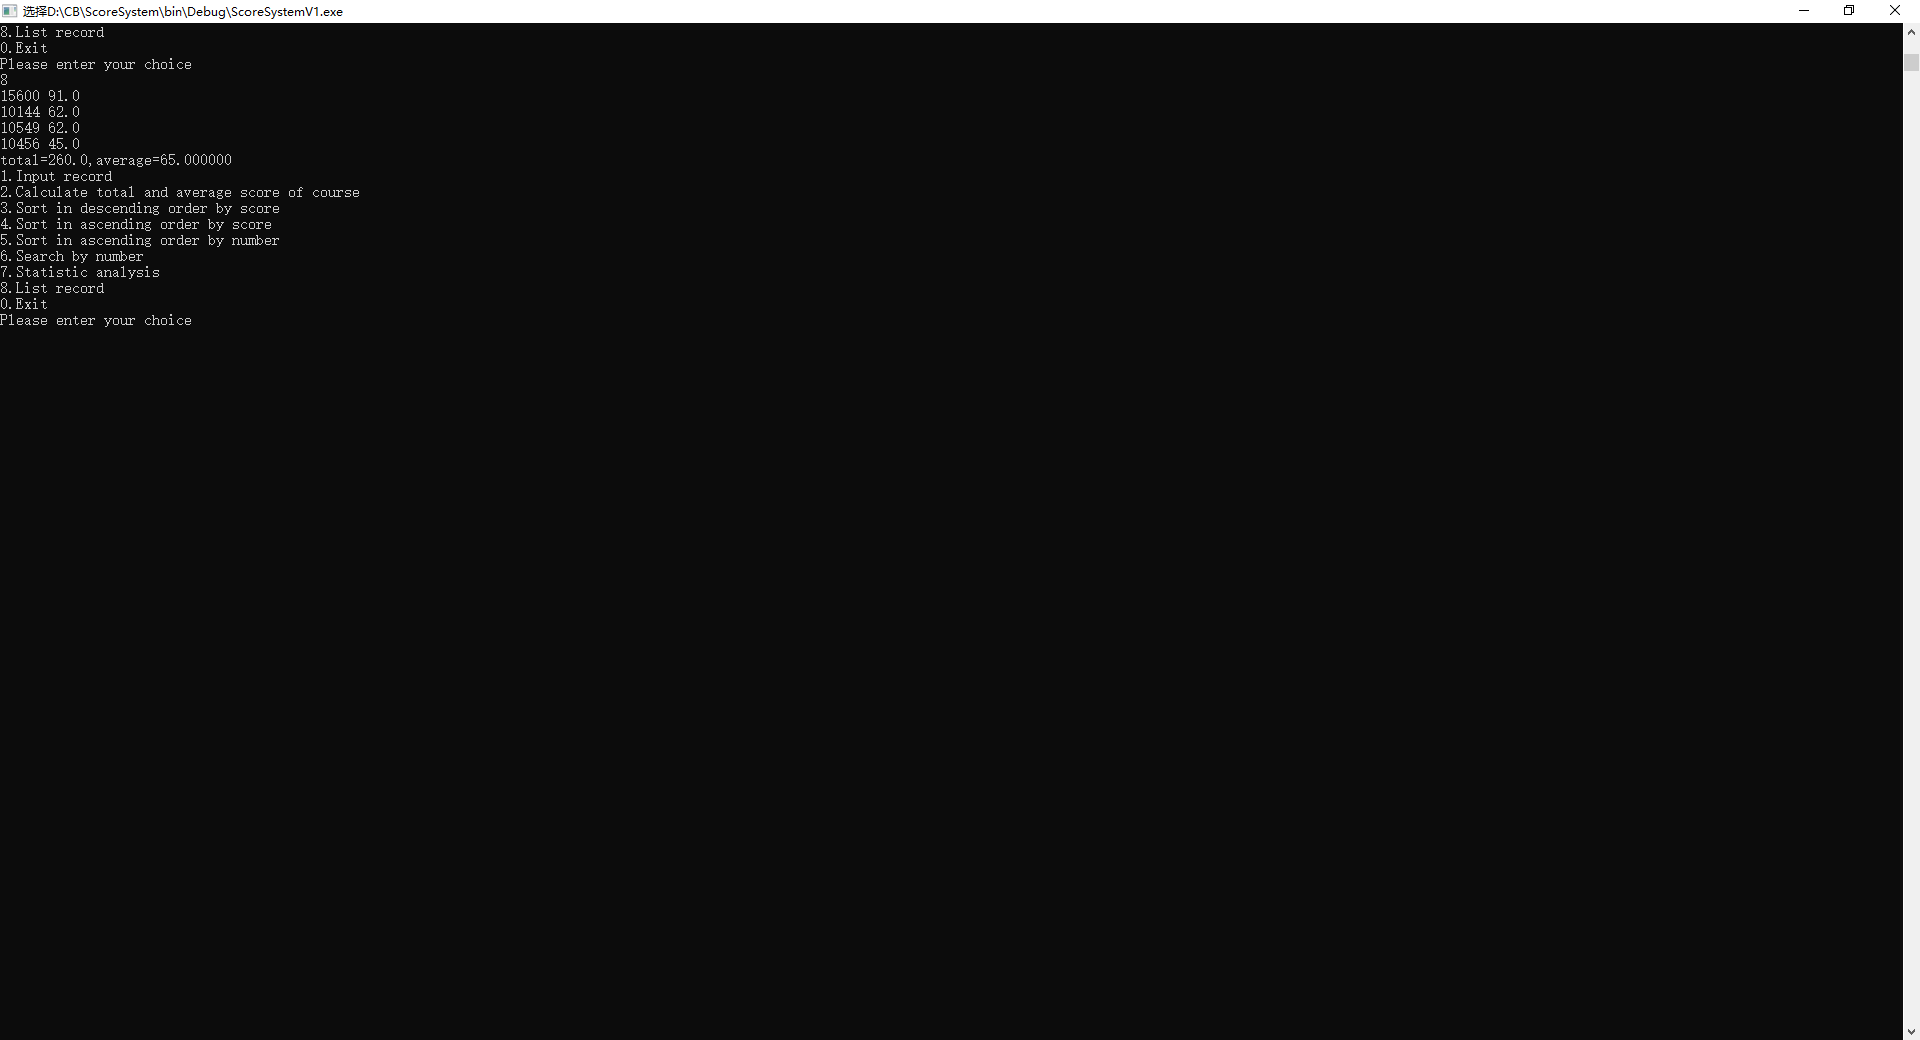 选择D:\CB\ScoreSystem\bin\Debug\ScoreSystemV1.exe
8.List record
0.Exit
Please enter your choice
8
15600 91.0
10144 62.0
10549 62.0
10456 45.0
total=260.0,average=65.000000
1.Input record
2.Calculate total and average score of course
3.Sort in descending order by score
4.Sort in ascending order by score
5.Sort in ascending order by number
6.Search by number
7.Statistic analysis
8.List record
0.Exit
Please enter your choice